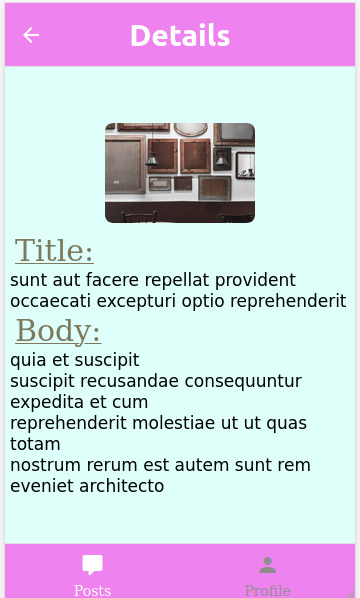 Details
Title:
sunt aut facere repellat provident
occaecati excepturi optio reprehenderit
Body:
quia et suscipit
suscipit recusandae consequuntur
expedita et cum
reprehenderit molestiae ut ut quas
totam
nostrum rerum est autem sunt rem
eveniet architecto
Posts
Profile